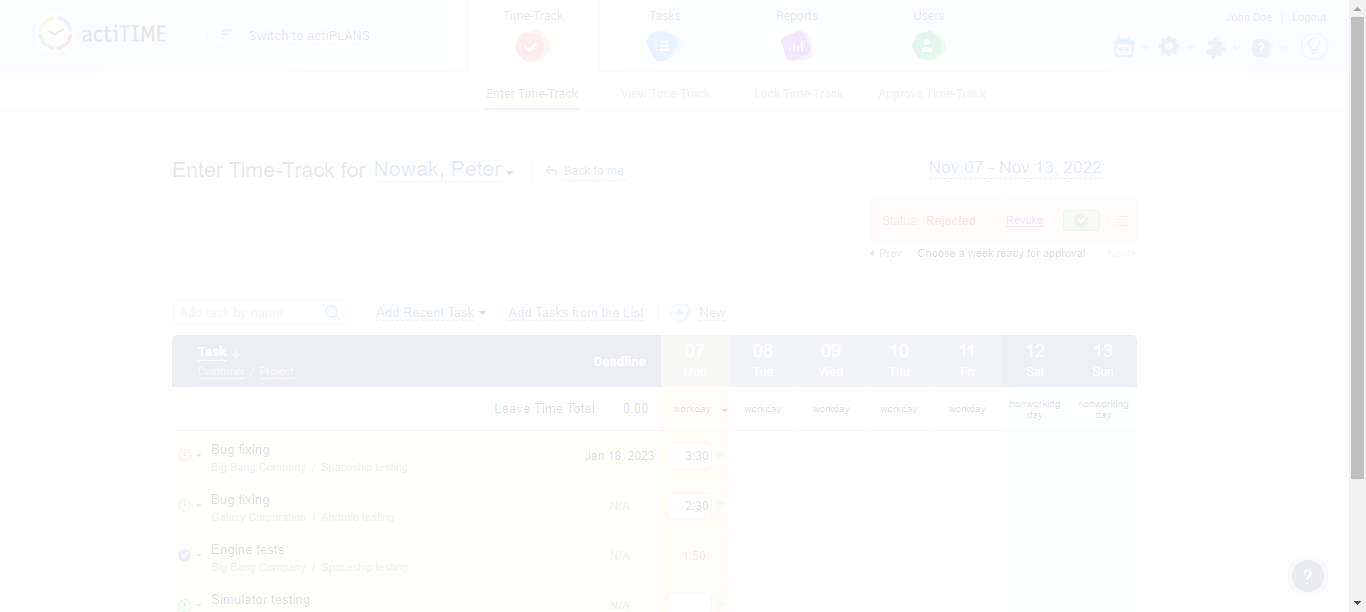 actiTIME
Switch to actiPLANS
Time-Track
Tasks
Reports
Users
John Doe | Logout
Enter Time-Track
View Time-Track
Lock Time-Track
Approve Time-Track
Enter Time-Track for Nowak, Peter
Back to me
Nov 07 - Nov 13, 2022
Status: Rejected
Revoke
Prev
Choose a week ready for approval
Next
Add task by name
Add Recent Task
Add Tasks from the List
New
Task
Customer / Project
Deadline
07 08 09 10 11 12 13
Mon Tue Wed Thu Fri Sat Sun
Leave Time Total: 0:00
workday workday workday workday workday
nonworking day
nonworking day
Bug fixing
Big Bang Company / Spaceship testing
Jan 18, 2023
3:30
Bug fixing
Galaxy Corporation / Android testing
N/A
2:30
Engine tests
Big Bang Company / Spaceship testing
N/A
1:50
Simulator testing
N/A
?